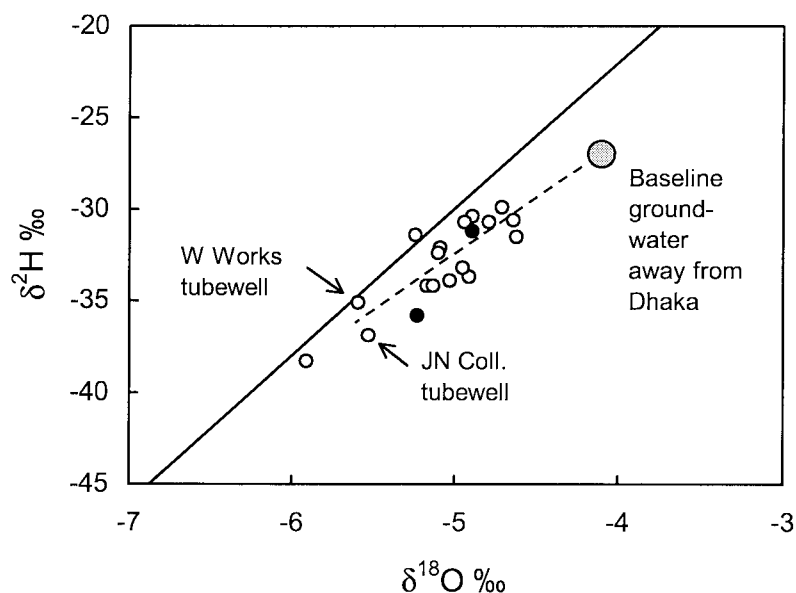 -20
-25
-30
-35
-40
-45
δ²H ‰
W Works
tubewell
JN Coll.
tubewell
Baseline
ground-
water
away from
Dhaka
-7
-6
-5
-4
-3
δ¹⁸O ‰